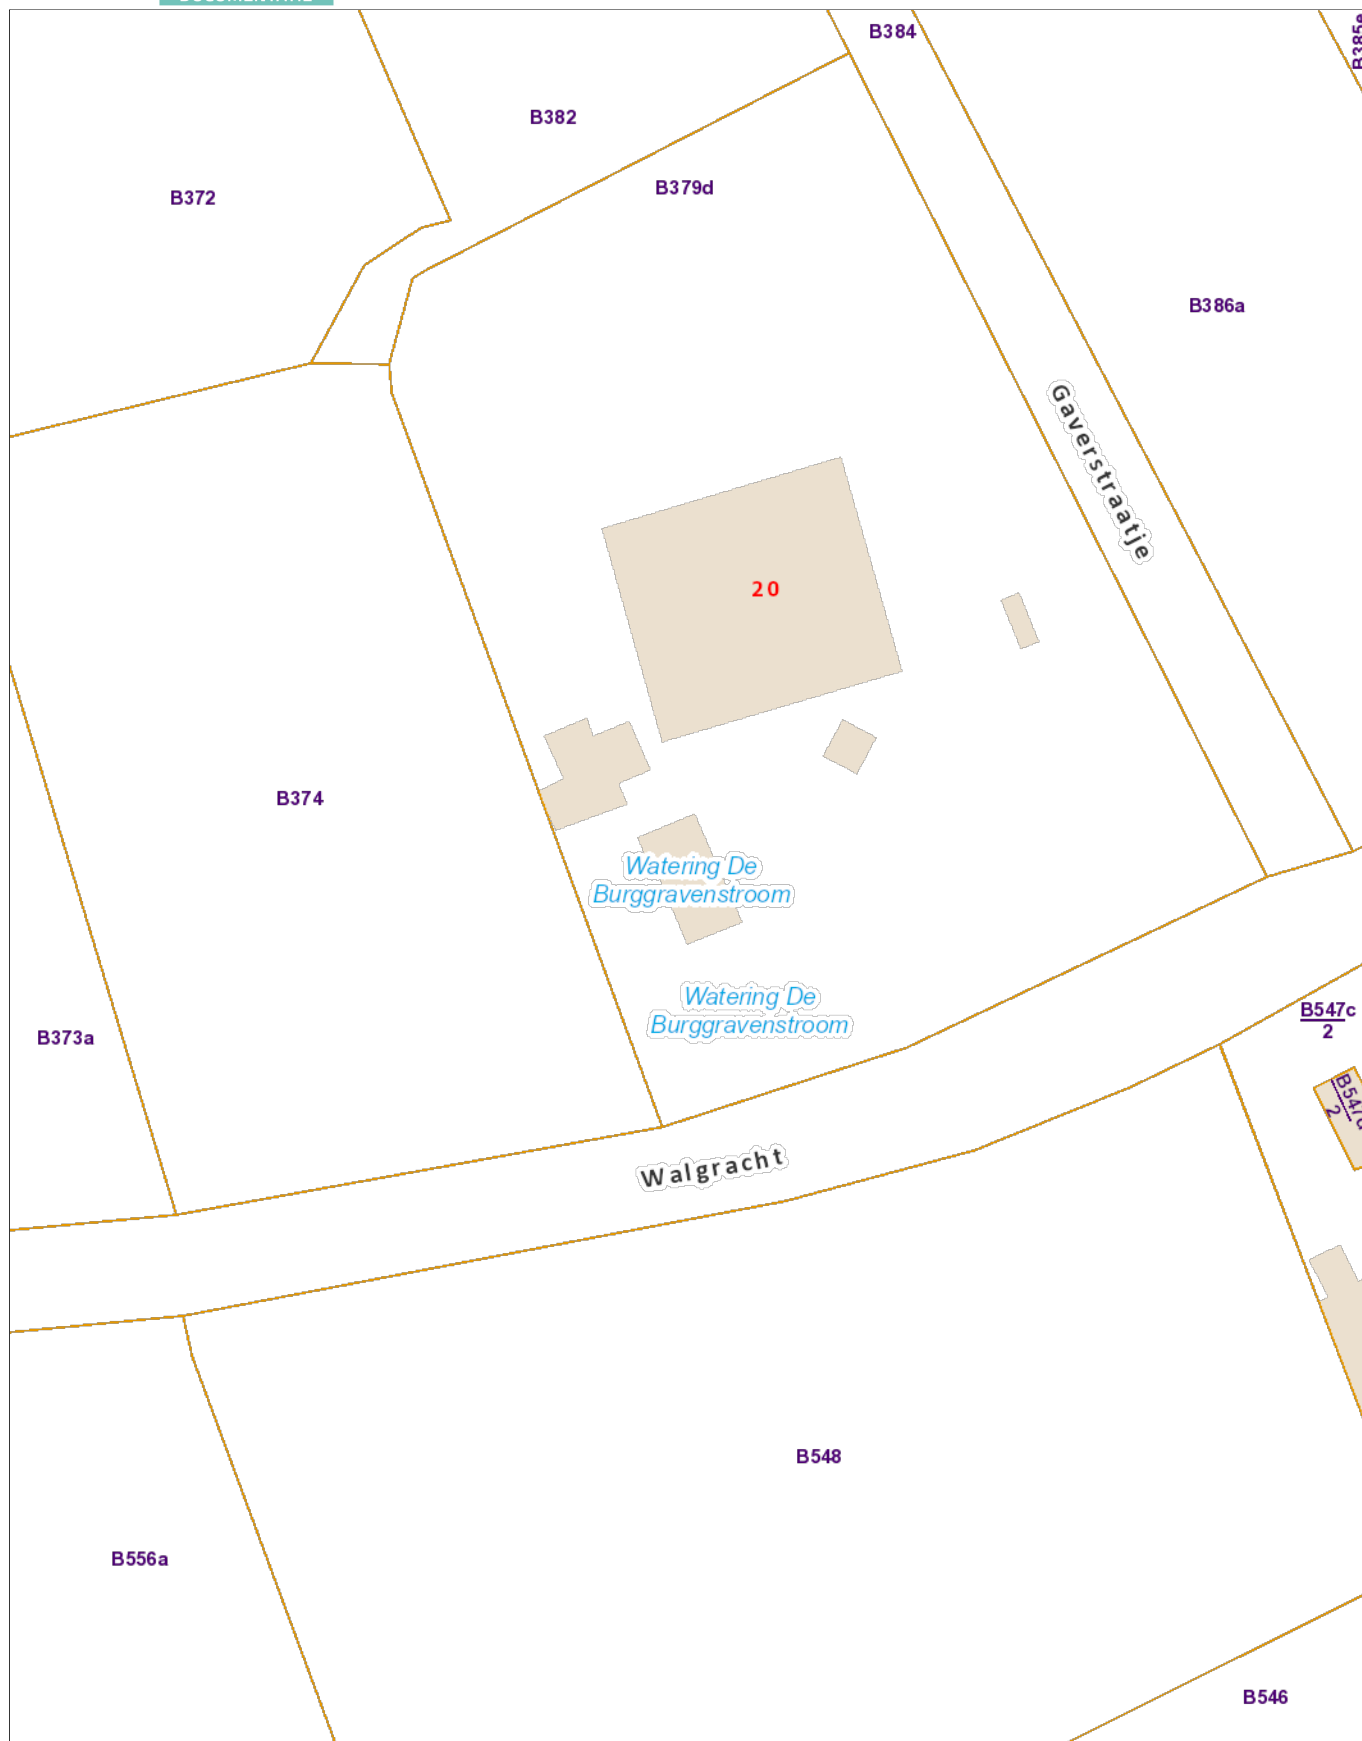 B384
B382
B379d
B372
B386a
Gaverstraatje
20
B374
Watering De
Burggravenstroom
Watering De
Burggravenstroom
B547c
2
B373a
Walgracht
B548
B556a
B546